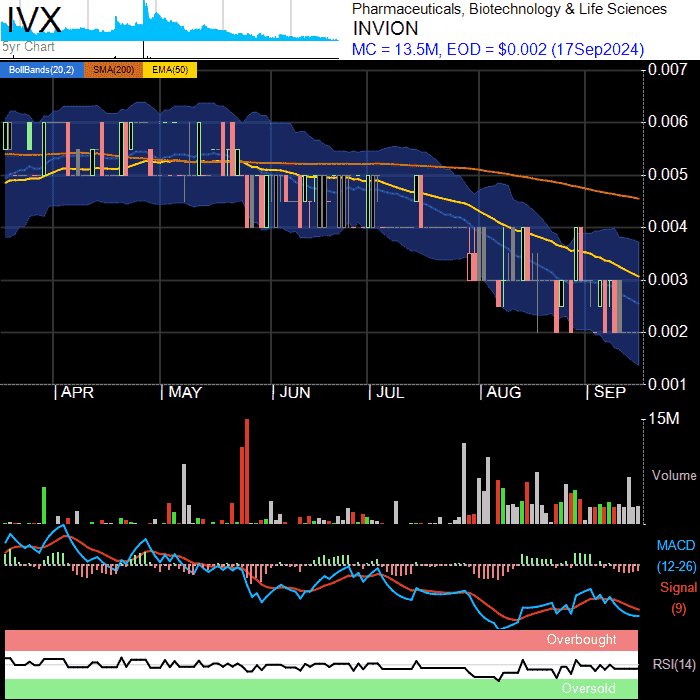 IVX
5yr Chart
Pharmaceuticals, Biotechnology & Life Sciences
INVION
MC = 13.5M, EOD = $0.002 (17Sep2024)
BollBands(20,2) SMA(200) EMA(50)
0.007
0.006
0.005
0.004
0.003
0.002
0.001
| APR | MAY | JUN | JUL | AUG | SEP
15M
Volume
MACD
(12-26)
Signal
(9)
Overbought
RSI(14)
Oversold